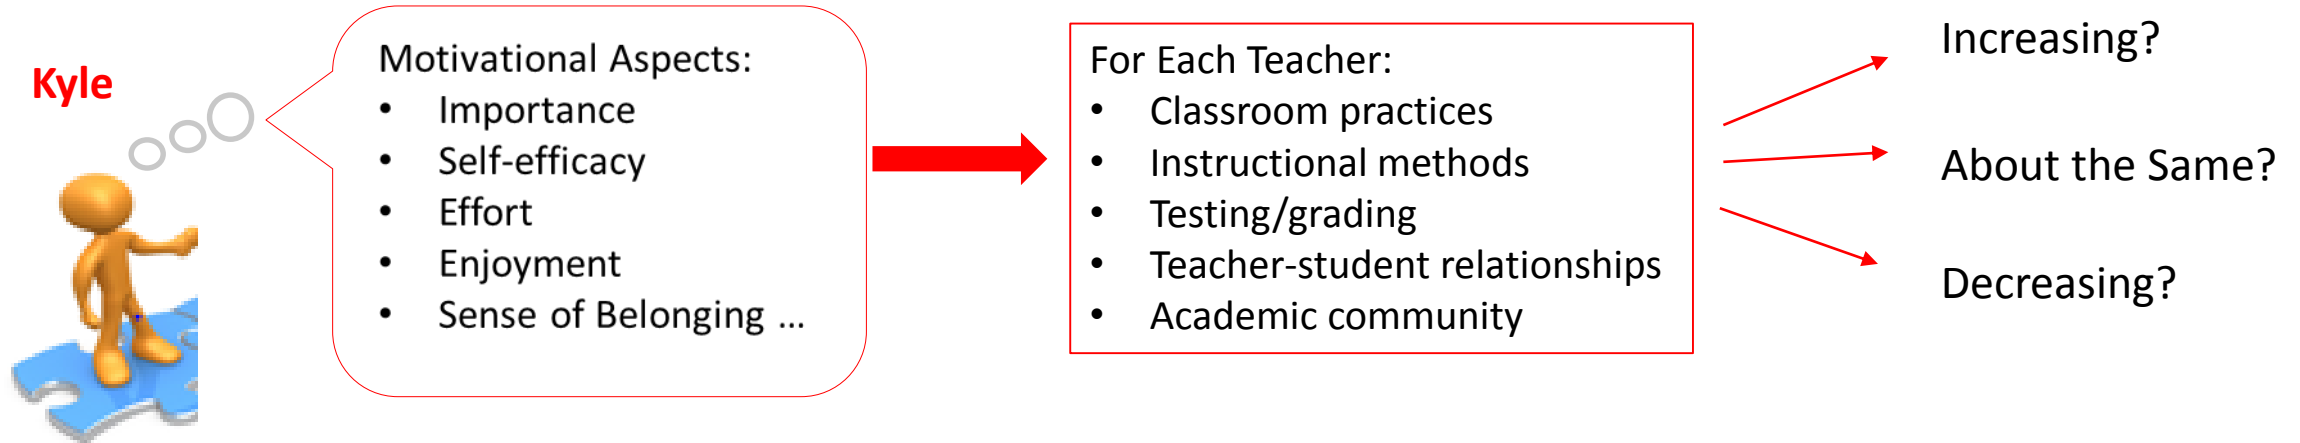 Kyle
Motivational Aspects:
• Importance
• Self-efficacy
• Effort
• Enjoyment
• Sense of Belonging ...
For Each Teacher:
• Classroom practices
• Instructional methods
• Testing/grading
• Teacher-student relationships
• Academic community
Increasing?
About the Same?
Decreasing?